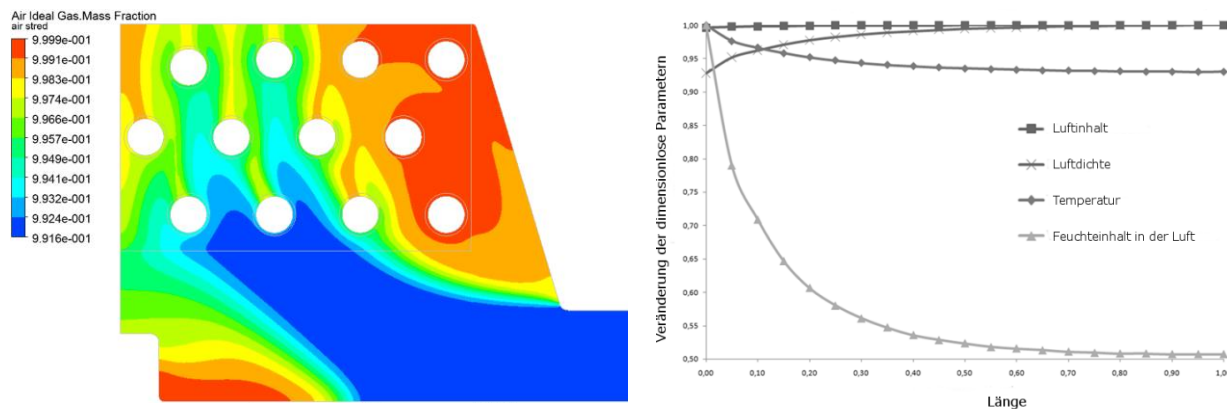 Air Ideal Gas.Mass Fraction
air stred
9.999e-001
9.991e-001
9.983e-001
9.974e-001
9.966e-001
9.957e-001
9.949e-001
9.941e-001
9.932e-001
9.924e-001
9.916e-001
Veränderung der dimensionlose Parametern
1,00
0,95
0,90
0,85
0,80
0,75
0,70
0,65
0,60
0,55
0,50
Luftinhalt
Luftdichte
Temperatur
Feuchteinhalt in der Luft
0,00 0,10 0,20 0,30 0,40 0,50 0,60 0,70 0,80 0,90 1,0
Länge